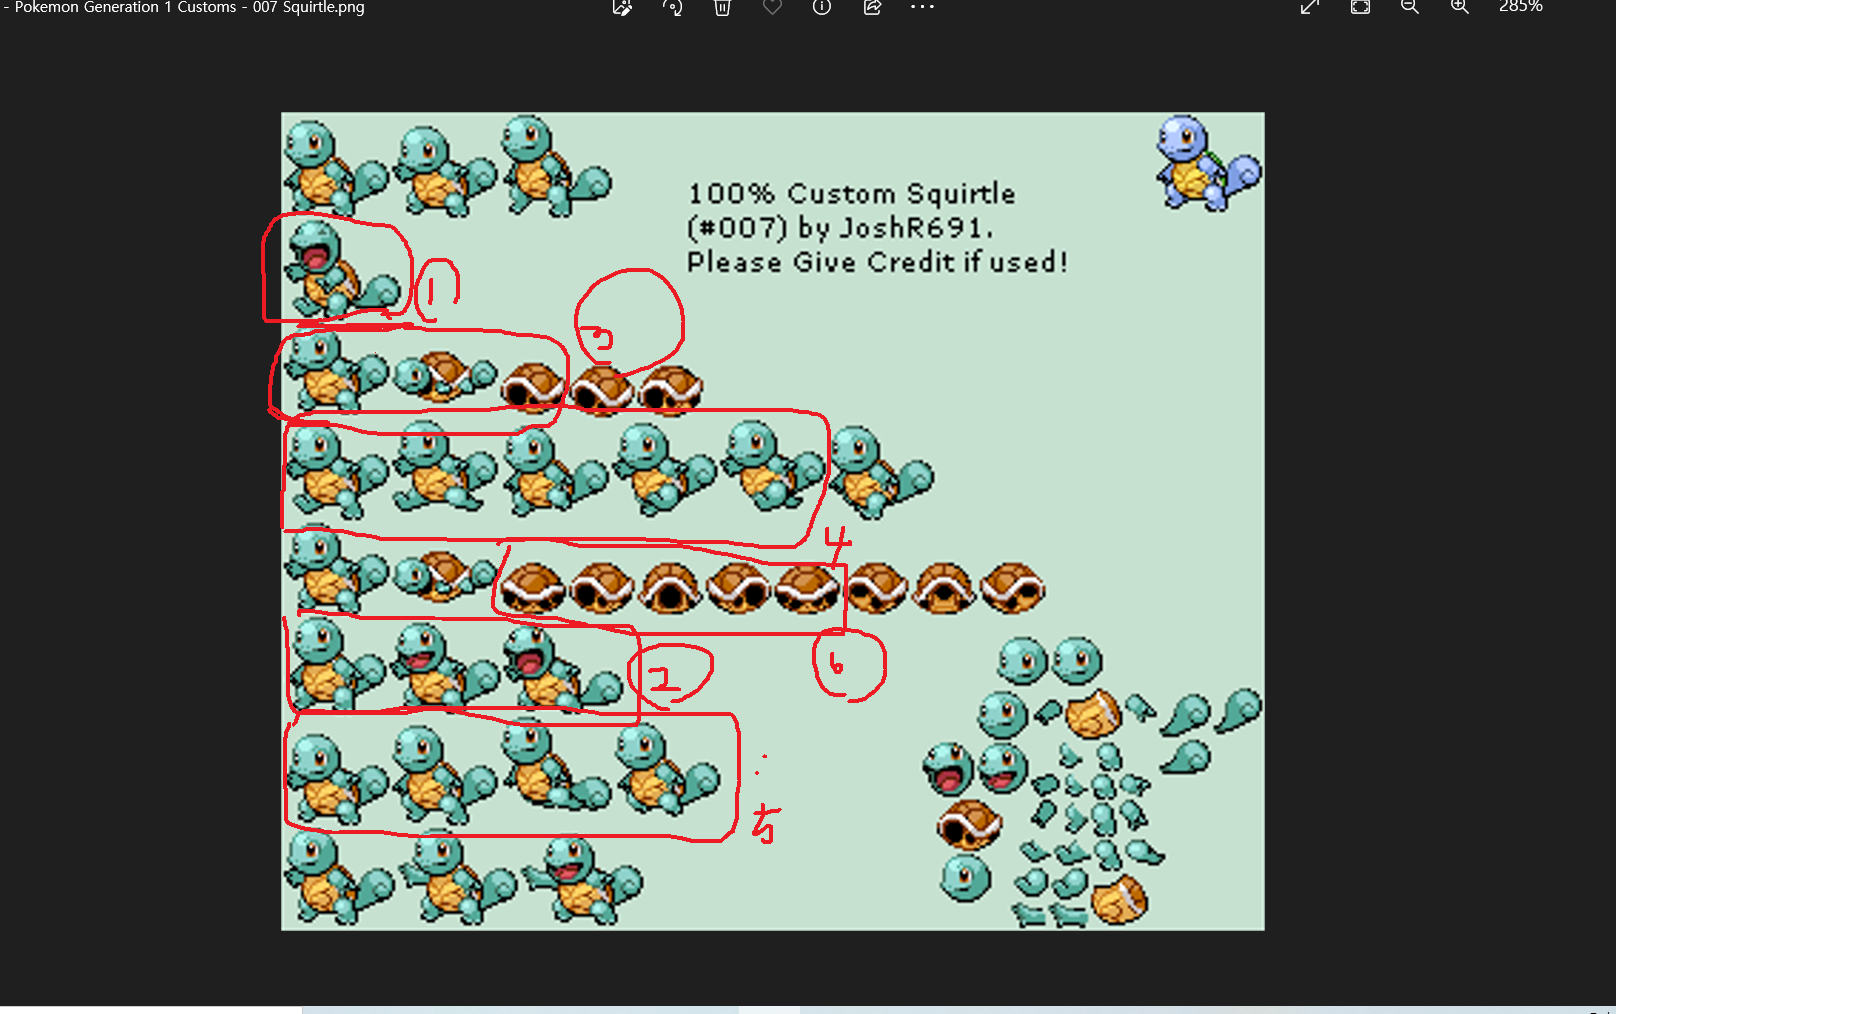 - Pokemon Generation 1 Customs - 007 Squirtle.png
285%
100% Custom Squirtle
(#007) by JoshR691.
Please Give Credit if used!
1
3
4
2
6
5